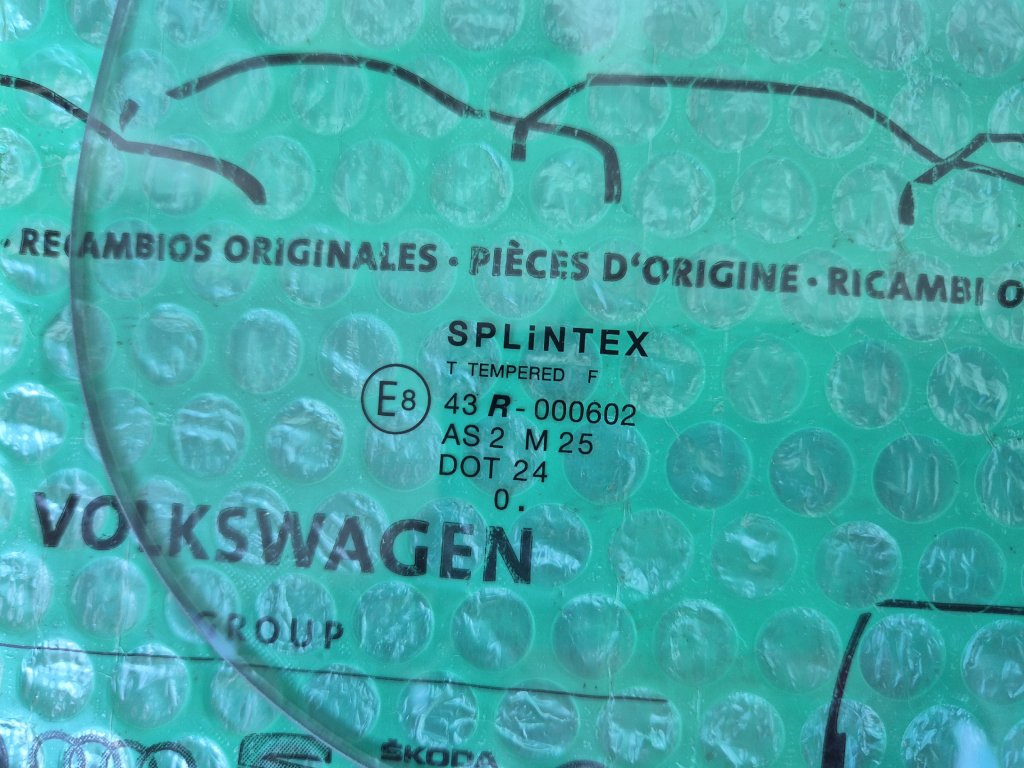 · RECAMBIOS ORIGINALES · PIÈCES D'ORIGINE · RICAMBI O
SPLiNTEX
T TEMPERED F
E8
43 R - 000602
AS 2 M 25
DOT 24
0.
VOLKSWAGEN
GROUP
ŠKODA